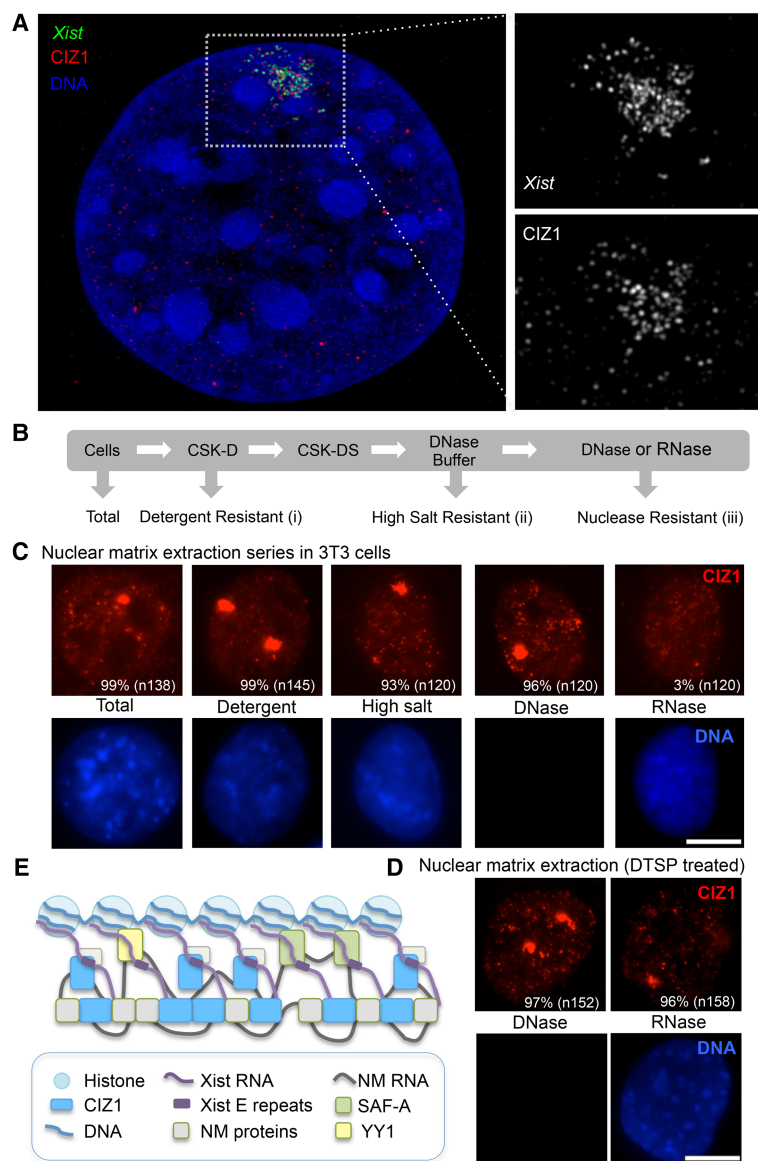 A
Xist
CIZ1
DNA
Xist
CIZ1
B
Cells CSK-D CSK-DS DNase Buffer DNase or RNase
Total Detergent Resistant (i) High Salt Resistant (ii) Nuclease Resistant (iii)
C Nuclear matrix extraction series in 3T3 cells
CIZ1
99% (n138) 99% (n145) 93% (n120) 96% (n120) 3% (n120)
Total Detergent High salt DNase RNase
DNA
E
D Nuclear matrix extraction (DTSP treated)
CIZ1
97% (n152) 96% (n158)
DNase RNase
DNA
Histone Xist RNA NM RNA
CIZ1 Xist E repeats SAF-A
DNA NM proteins YY1